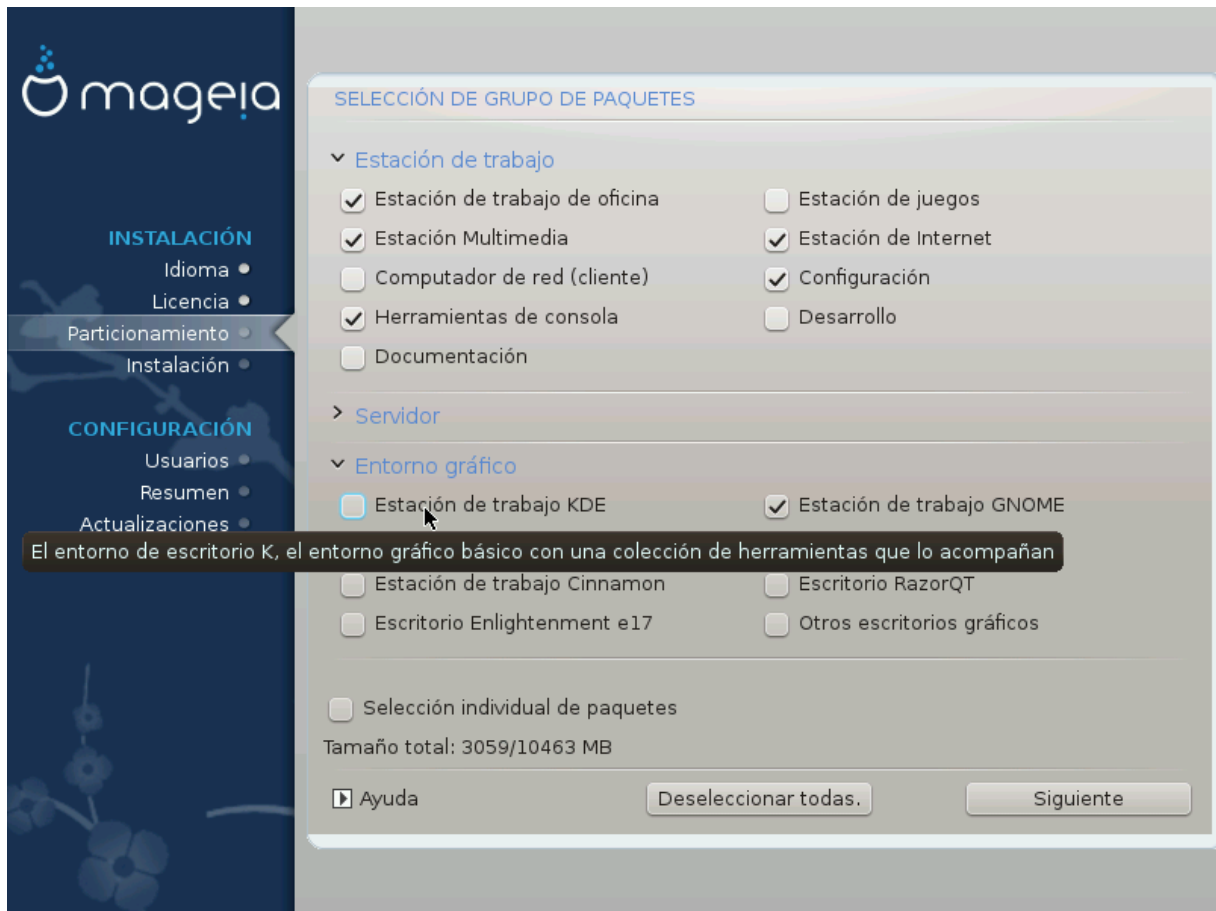 mageia
INSTALACIÓN
Idioma
Licencia
Particionamiento
Instalación
CONFIGURACIÓN
Usuarios
Resumen
Actualizaciones
SELECCIÓN DE GRUPO DE PAQUETES
Estación de trabajo
Estación de trabajo de oficina
Estación de juegos
Estación Multimedia
Estación de Internet
Computador de red (cliente)
Configuración
Herramientas de consola
Desarrollo
Documentación
Servidor
Entorno gráfico
Estación de trabajo KDE
Estación de trabajo GNOME
El entorno de escritorio K, el entorno gráfico básico con una colección de herramientas que lo acompañan
Estación de trabajo Cinnamon
Escritorio RazorQT
Escritorio Enlightenment e17
Otros escritorios gráficos
Selección individual de paquetes
Tamaño total: 3059/10463 MB
Ayuda
Deseleccionar todas.
Siguiente